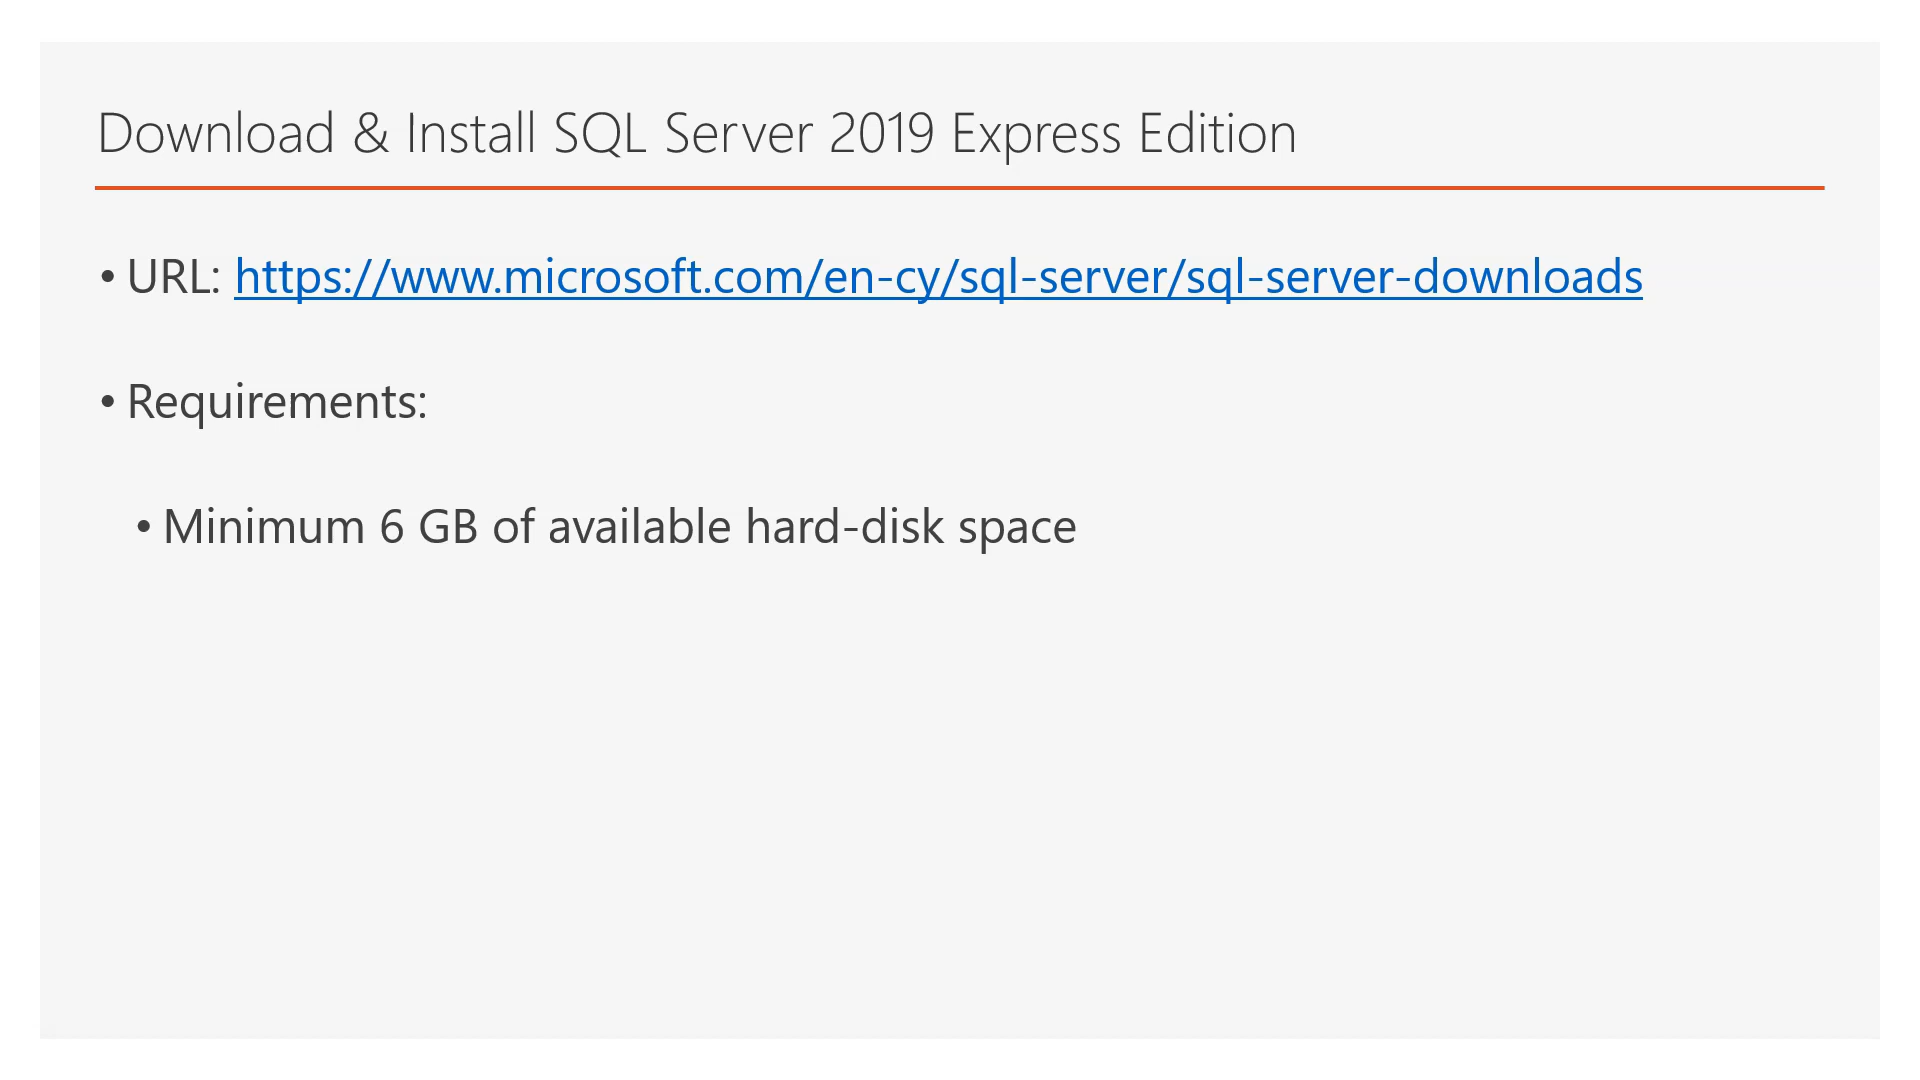 Download & Install SQL Server 2019 Express Edition
• URL: https://www.microsoft.com/en-cy/sql-server/sql-server-downloads
• Requirements:
• Minimum 6 GB of available hard-disk space